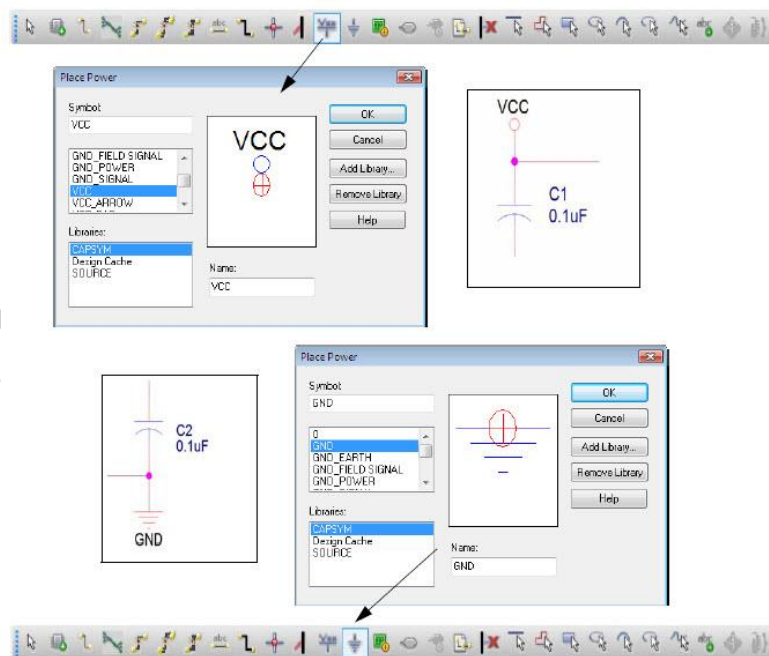 Place Power
Symbol:
VCC
GND_FIELD SIGNAL
GND_POWER
GND_SIGNAL
VCC
VCC_ARROW
Libraries:
CAPSYM
Design Cache
SOURCE
VCC
Name:
VCC
OK
Cancel
Add Library...
Remove Library
Help
VCC
C1
0.1uF
C2
0.1uF
GND
Place Power
Symbol:
GND
0
GND
GND_EARTH
GND_FIELD SIGNAL
GND_POWER
Libraries:
CAPSYM
Design Cache
SOURCE
Name:
GND
OK
Cancel
Add Library...
Remove Library
Help